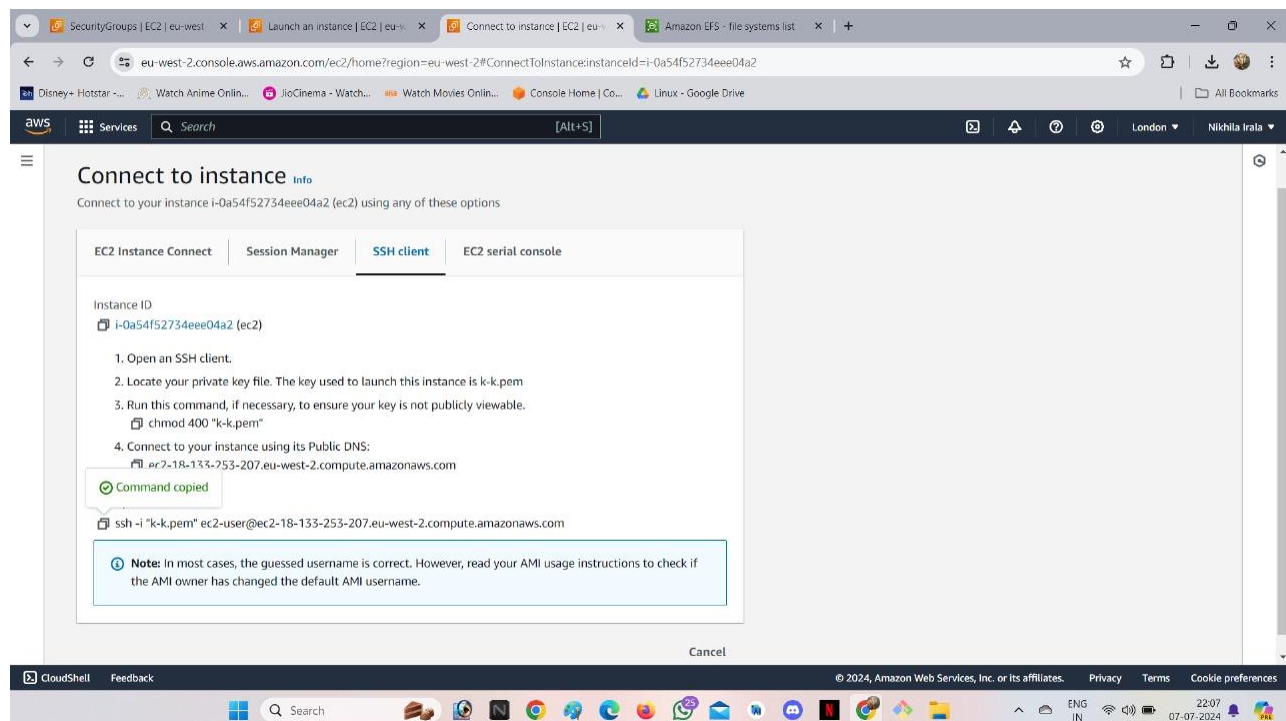 SecurityGroups | EC2 | eu-west
Launch an instance | EC2 | eu-w
Connect to instance | EC2 | eu-w
Amazon EFS - file systems list
eu-west-2.console.aws.amazon.com/ec2/home?region=eu-west-2#ConnectToInstance:instanceId=i-0a54f52734eee04a2
Disney+ Hotstar -... Watch Anime Onlin... JioCinema - Watch... Watch Movies Onlin... Console Home | Co... Linux - Google Drive All Bookmarks
aws Services Search [Alt+S] London Nikhila Irala
Connect to instance Info
Connect to your instance i-0a54f52734eee04a2 (ec2) using any of these options
EC2 Instance Connect Session Manager SSH client EC2 serial console
Instance ID
i-0a54f52734eee04a2 (ec2)
1. Open an SSH client.
2. Locate your private key file. The key used to launch this instance is k-k.pem
3. Run this command, if necessary, to ensure your key is not publicly viewable.
chmod 400 "k-k.pem"
4. Connect to your instance using its Public DNS:
ec2-18-133-253-207.eu-west-2.compute.amazonaws.com
Command copied
ssh -i "k-k.pem" ec2-user@ec2-18-133-253-207.eu-west-2.compute.amazonaws.com
Note: In most cases, the guessed username is correct. However, read your AMI usage instructions to check if
the AMI owner has changed the default AMI username.
Cancel
CloudShell Feedback © 2024, Amazon Web Services, Inc. or its affiliates. Privacy Terms Cookie preferences
Search 25 ENG 22:07
IN 07-07-2024